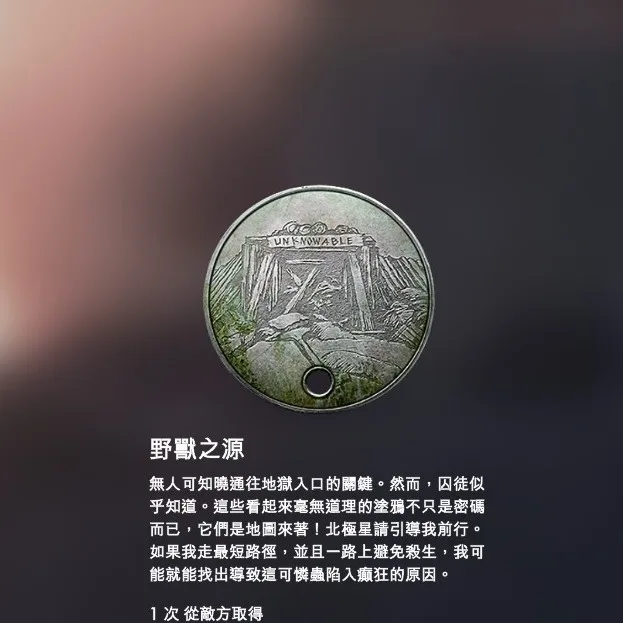 UNKNOWABLE
野獸之源
無人可知曉通往地獄入口的關鍵。然而，囚徒似
乎知道。這些看起來毫無道理的塗鴉不只是密碼
而已，它們是地圖來著！北極星請引導我前行。
如果我走最短路徑，並且一路上避免殺生，我可
能就能找出導致這可憐蟲陷入癲狂的原因。
1 次 從敵方取得